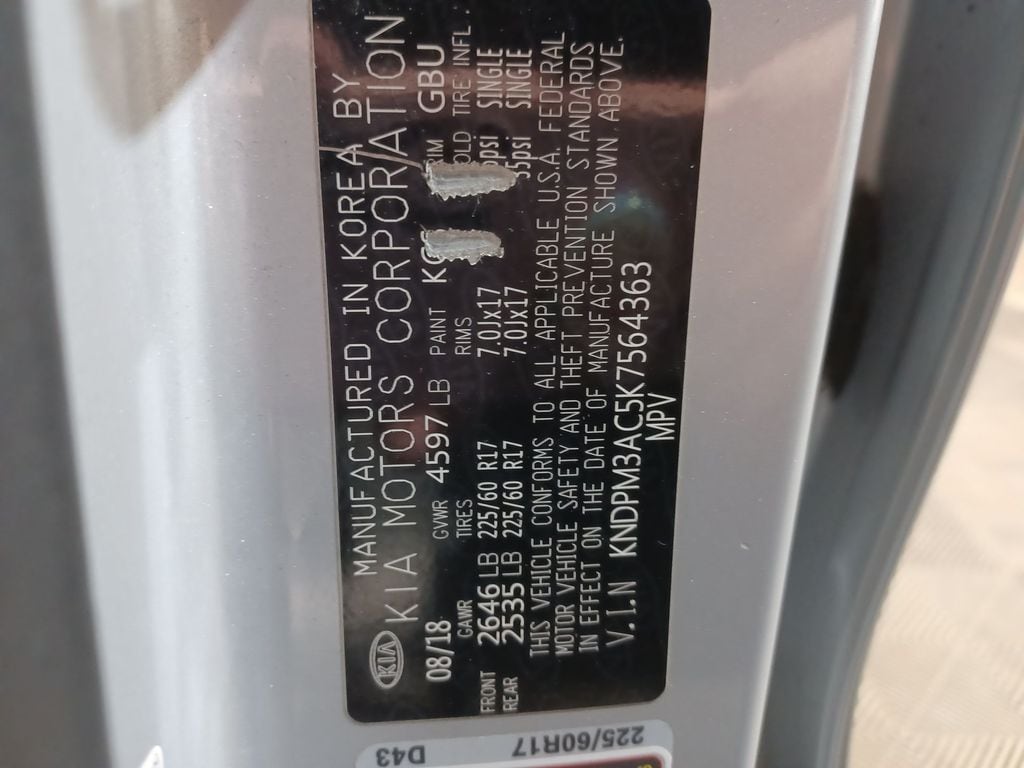 KIA MANUFACTURED IN KOREA BY
KIA MOTORS CORPORATION
08/18 GVWR 4597 LB PAINT GBU
GAWR TIRES RIMS TIRE INFL
FRONT 2646 LB 225/60 R17 7.0Jx17 SINGLE
REAR 2535 LB 225/60 R17 7.0Jx17 SINGLE
THIS VEHICLE CONFORMS TO ALL APPLICABLE U.S.A. FEDERAL
MOTOR VEHICLE SAFETY AND THEFT PREVENTION STANDARDS
IN EFFECT ON THE DATE OF MANUFACTURE SHOWN ABOVE.
V.I.N KNDPM3AC5K7564363
MPV
D43
225/60R17